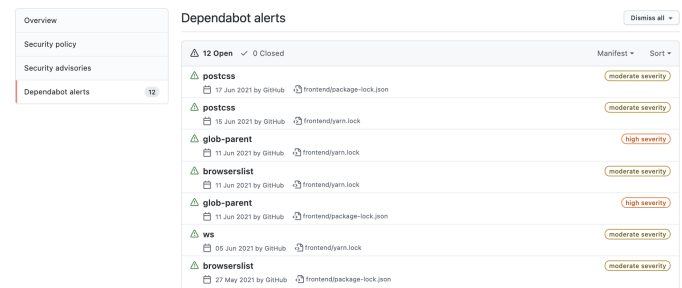 Overview
Security policy
Security advisories
Dependabot alerts 12
Dependabot alerts
Dismiss all
12 Open 0 Closed Manifest Sort
postcss moderate severity
17 Jun 2021 by GitHub frontend/package-lock.json
postcss moderate severity
15 Jun 2021 by GitHub frontend/yarn.lock
glob-parent high severity
11 Jun 2021 by GitHub frontend/yarn.lock
browserslist moderate severity
11 Jun 2021 by GitHub frontend/yarn.lock
glob-parent high severity
11 Jun 2021 by GitHub frontend/package-lock.json
ws moderate severity
05 Jun 2021 by GitHub frontend/yarn.lock
browserslist moderate severity
27 May 2021 by GitHub frontend/package-lock.json